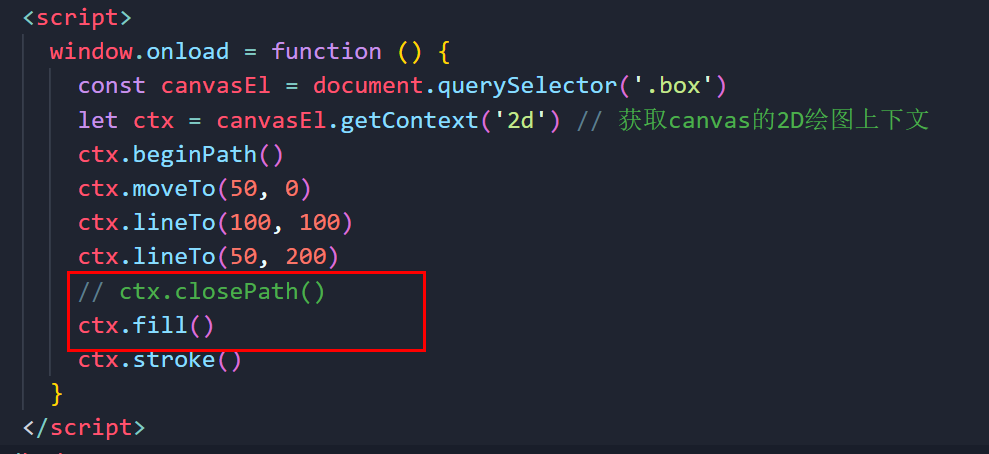 <script>
window.onload = function () {
const canvasEl = document.querySelector('.box')
let ctx = canvasEl.getContext('2d') // 获取canvas的2D绘图上下文
ctx.beginPath()
ctx.moveTo(50, 0)
ctx.lineTo(100, 100)
ctx.lineTo(50, 200)
// ctx.closePath()
ctx.fill()
ctx.stroke()
}
</script>